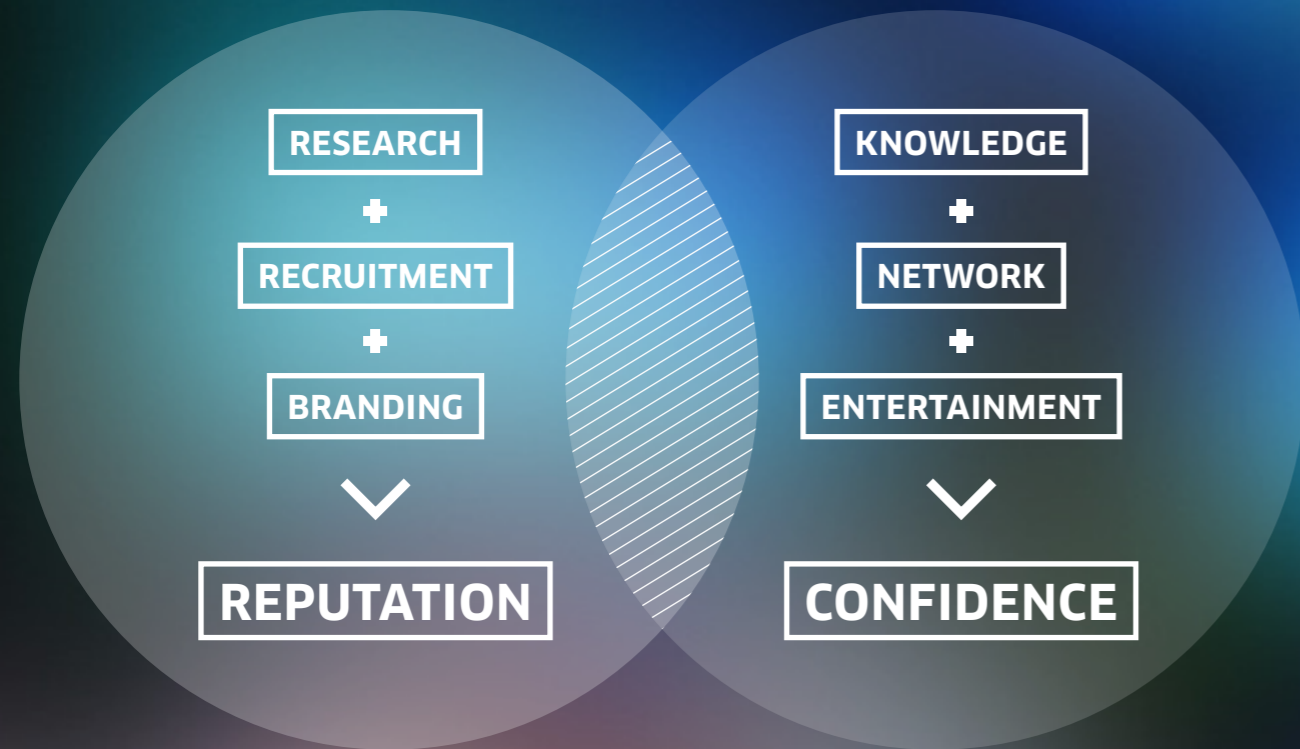 RESEARCH
RECRUITMENT
BRANDING
REPUTATION
KNOWLEDGE
NETWORK
ENTERTAINMENT
CONFIDENCE